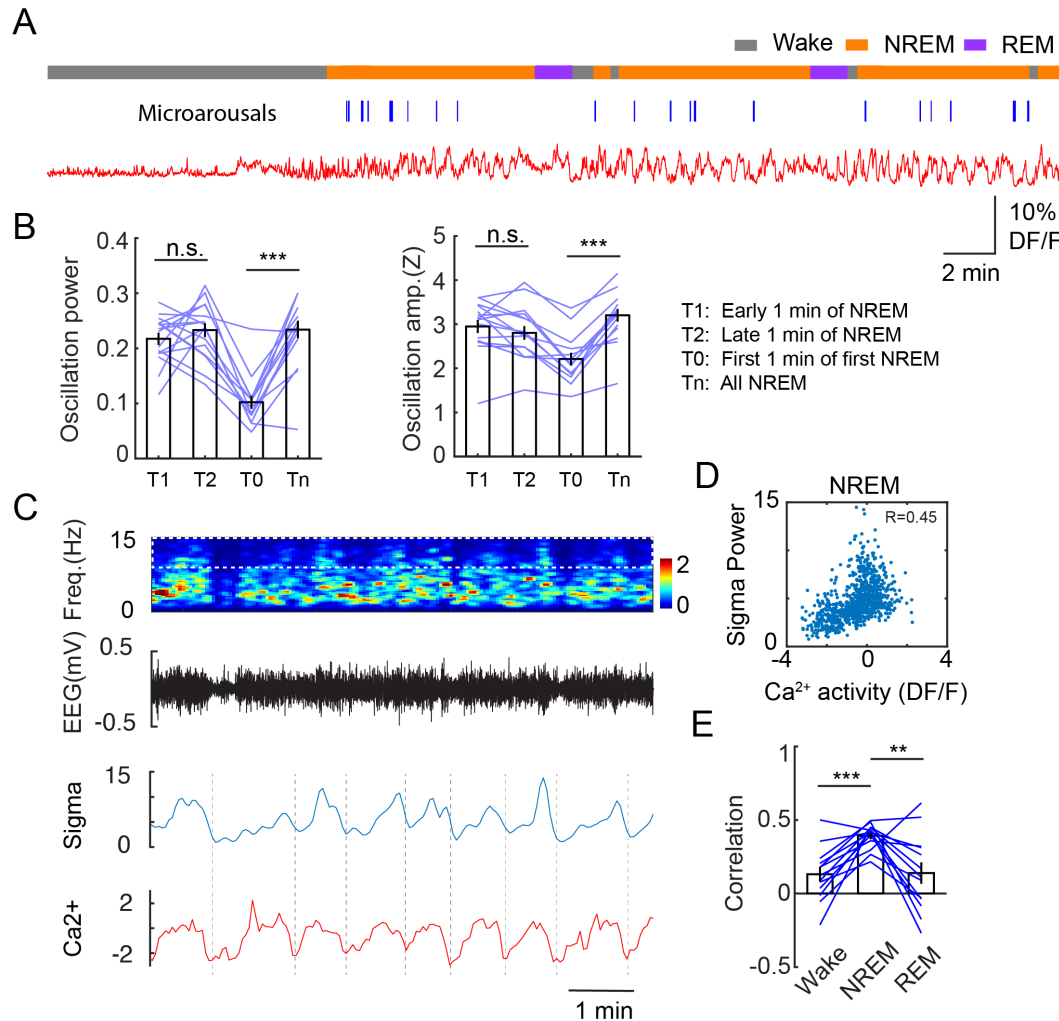 A
Wake NREM REM
Microarousals
10%
DF/F
2 min
B
Oscillation power
0.4
0.3
0.2
0.1
0
n.s.
***
T1 T2 T0 Tn
Oscillation amp.(Z)
5
4
3
2
1
0
n.s.
***
T1 T2 T0 Tn
T1: Early 1 min of NREM
T2: Late 1 min of NREM
T0: First 1 min of first NREM
Tn: All NREM
C
Freq.(Hz)
15
0
2
0
EEG(mV)
0.5
-0.5
Sigma
15
0
Ca2+
2
-2
1 min
D
NREM
R=0.45
Sigma Power
15
0
-4 0 4
Ca²⁺ activity (DF/F)
E
Correlation
1
0.5
0
-0.5
***
**
Wake NREM REM